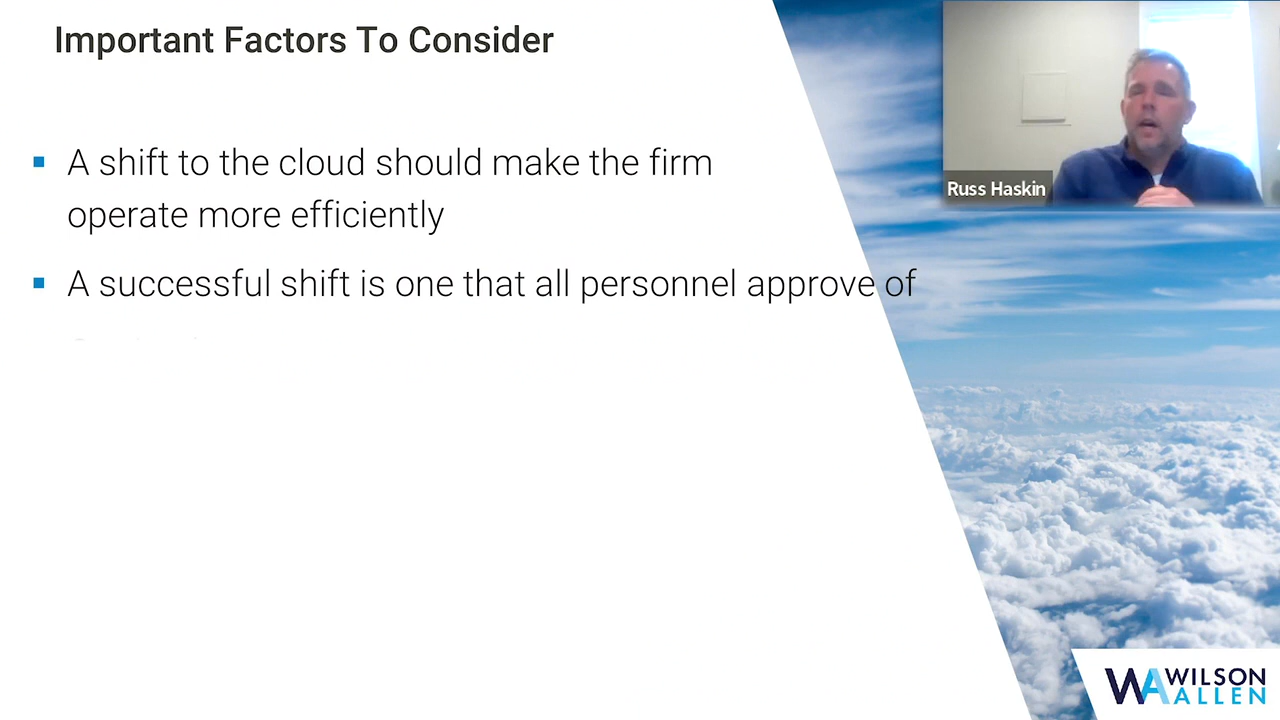 Important Factors To Consider
A shift to the cloud should make the firm
operate more efficiently
A successful shift is one that all personnel approve of
Russ Haskin
WA WILSON
ALLEN